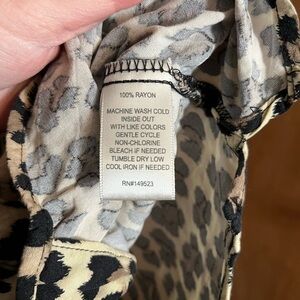 100% RAYON
MACHINE WASH COLD
INSIDE OUT
WITH LIKE COLORS
GENTLE CYCLE
NON-CHLORINE
BLEACH IF NEEDED
TUMBLE DRY LOW
COOL IRON IF NEEDED
RN#149523